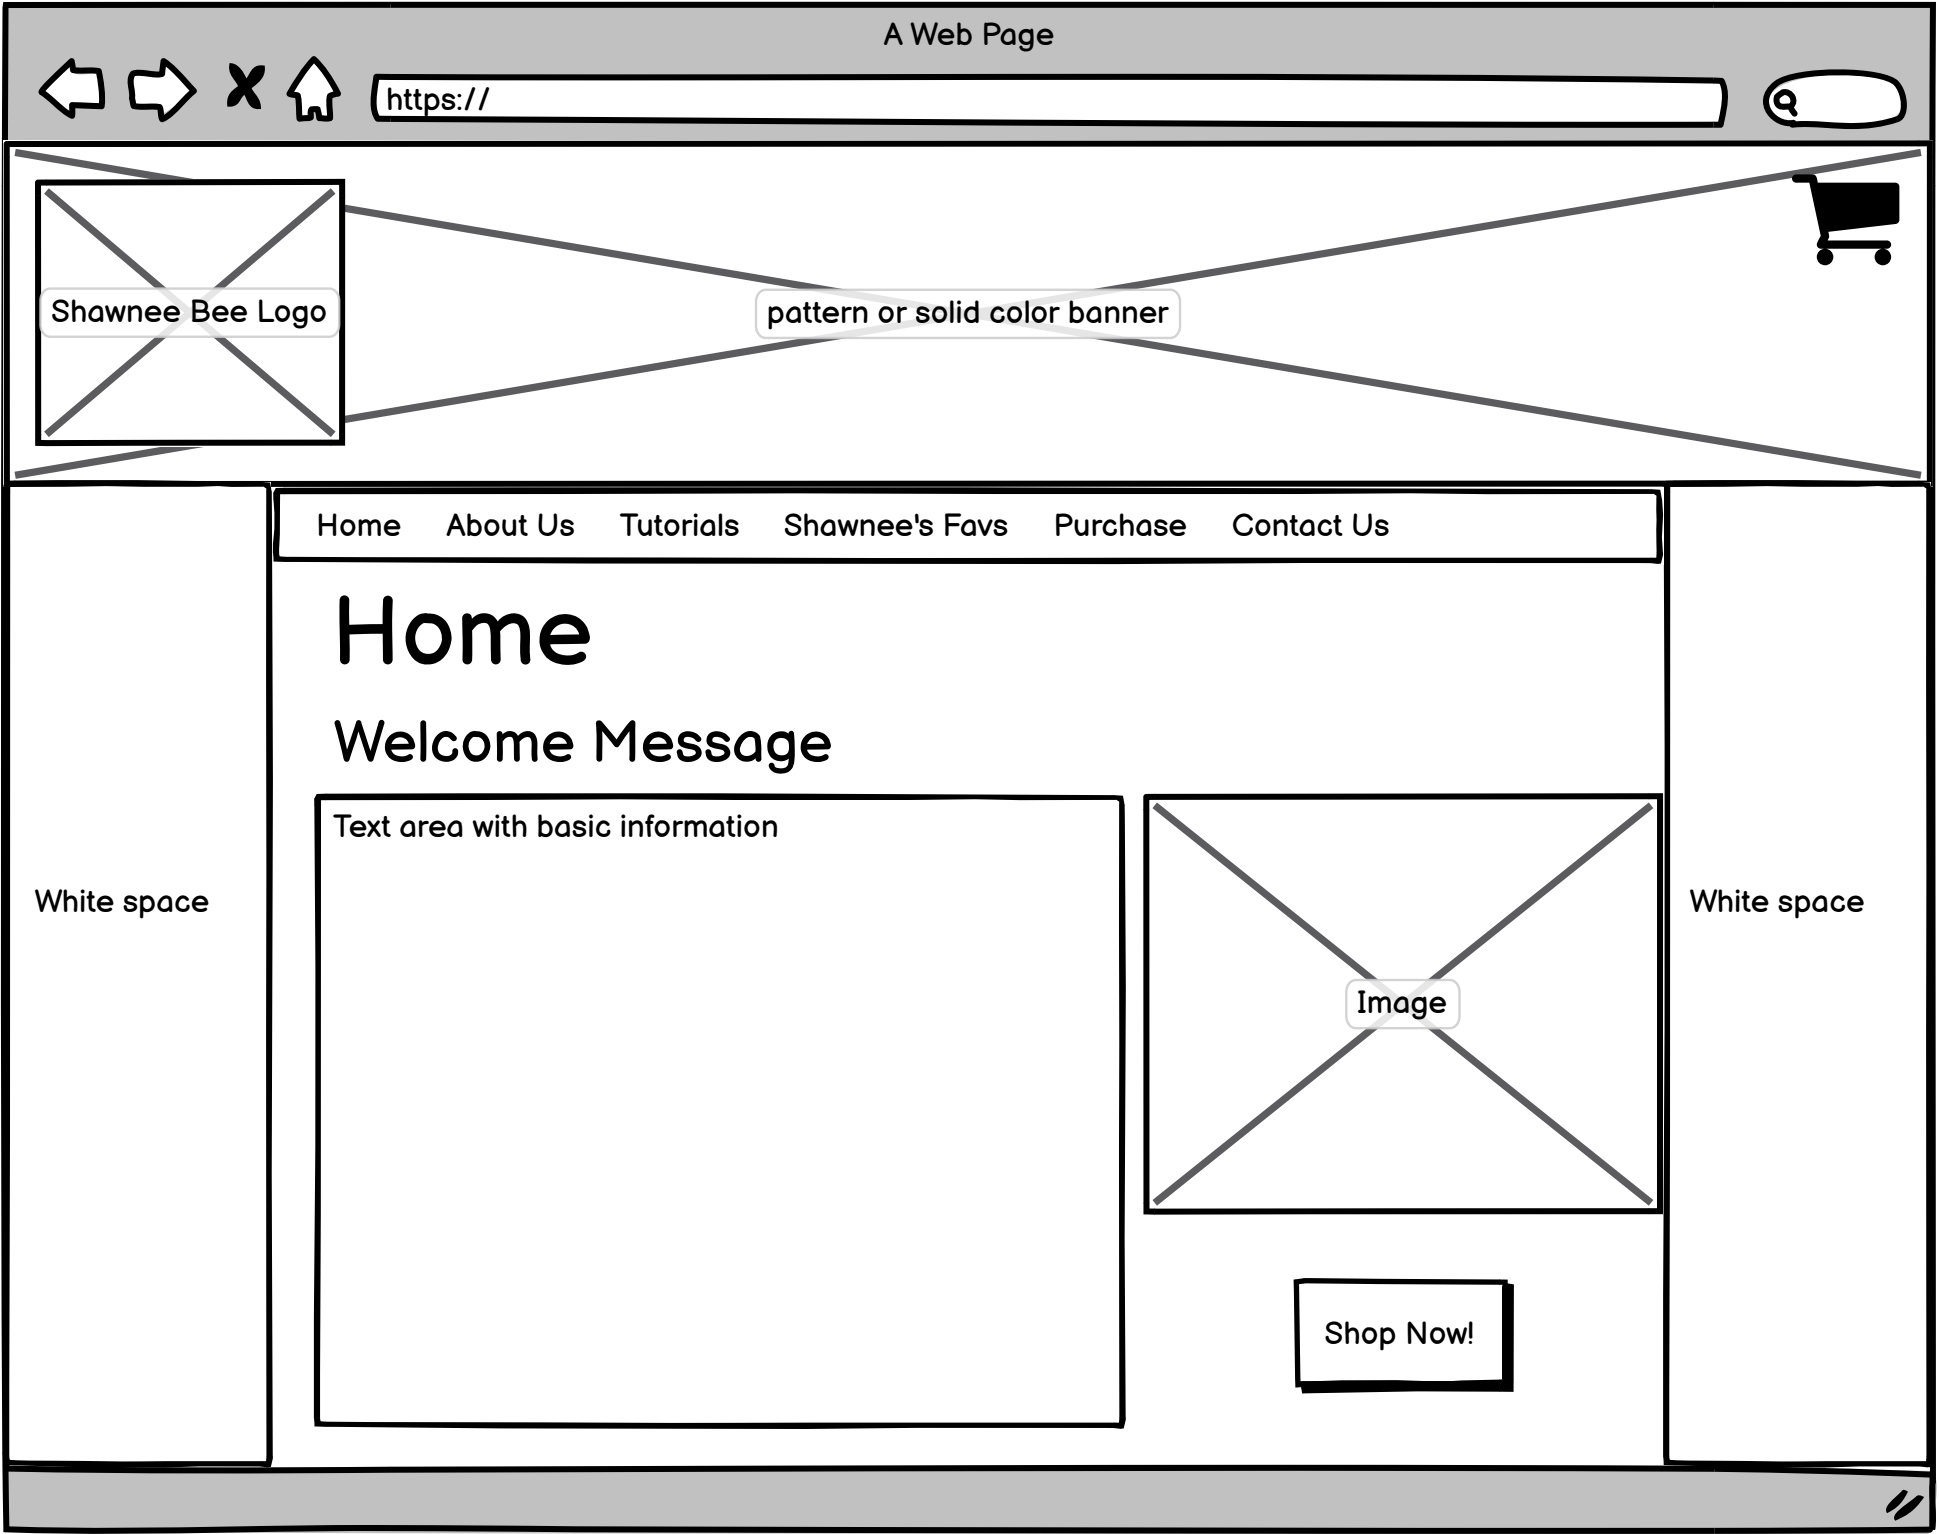 A Web Page
https://
Shawnee Bee Logo
pattern or solid color banner
Home About Us Tutorials Shawnee's Favs Purchase Contact Us
Home
Welcome Message
Text area with basic information
White space
White space
Image
Shop Now!